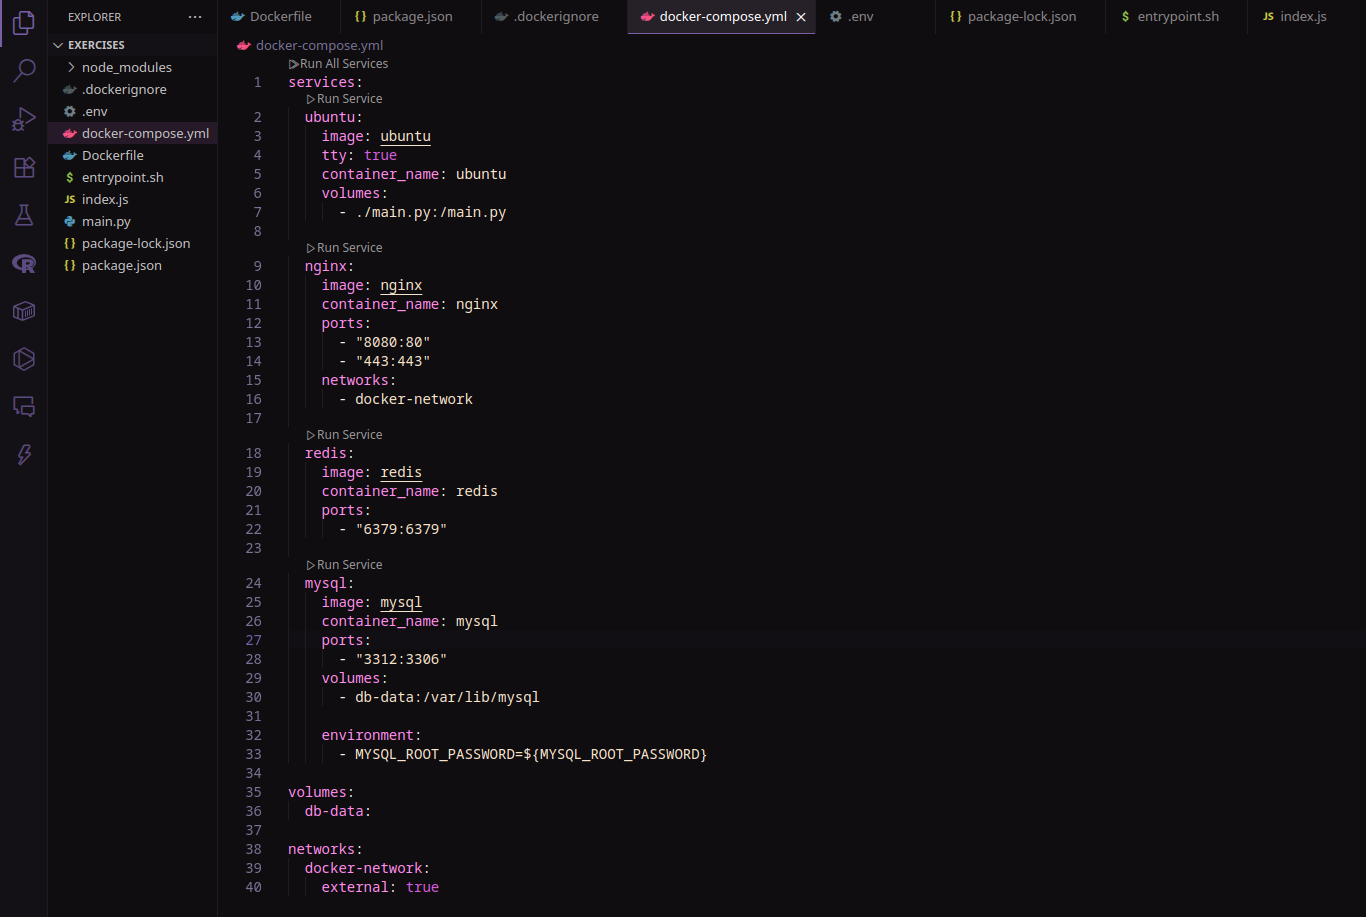 EXPLORER ···
EXERCISES
node_modules
.dockerignore
.env
docker-compose.yml
Dockerfile
$ entrypoint.sh
JS index.js
main.py
{} package-lock.json
{} package.json
Dockerfile {} package.json .dockerignore docker-compose.yml .env {} package-lock.json $ entrypoint.sh JS index.js
docker-compose.yml
Run All Services
1 services:
Run Service
2 ubuntu:
3 image: ubuntu
4 tty: true
5 container_name: ubuntu
6 volumes:
7 - ./main.py:/main.py
8
Run Service
9 nginx:
10 image: nginx
11 container_name: nginx
12 ports:
13 - "8080:80"
14 - "443:443"
15 networks:
16 - docker-network
17
Run Service
18 redis:
19 image: redis
20 container_name: redis
21 ports:
22 - "6379:6379"
23
Run Service
24 mysql:
25 image: mysql
26 container_name: mysql
27 ports:
28 - "3312:3306"
29 volumes:
30 - db-data:/var/lib/mysql
31
32 environment:
33 - MYSQL_ROOT_PASSWORD=${MYSQL_ROOT_PASSWORD}
34
35 volumes:
36 db-data:
37
38 networks:
39 docker-network:
40 external: true